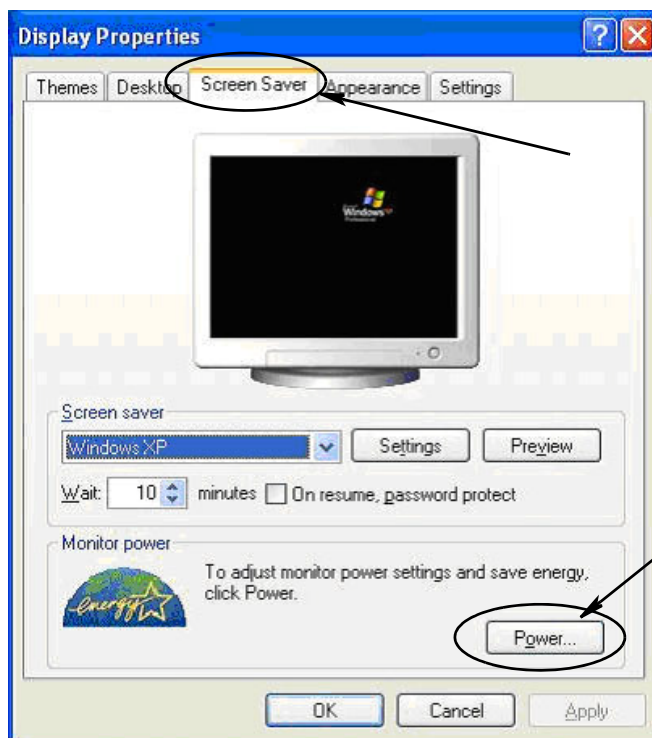 Display Properties
Themes Desktop Screen Saver Appearance Settings
Windows xp
Screen saver
Windows XP Settings Preview
Wait: 10 minutes On resume, password protect
Monitor power
To adjust monitor power settings and save energy,
click Power.
energy
Power...
OK Cancel Apply